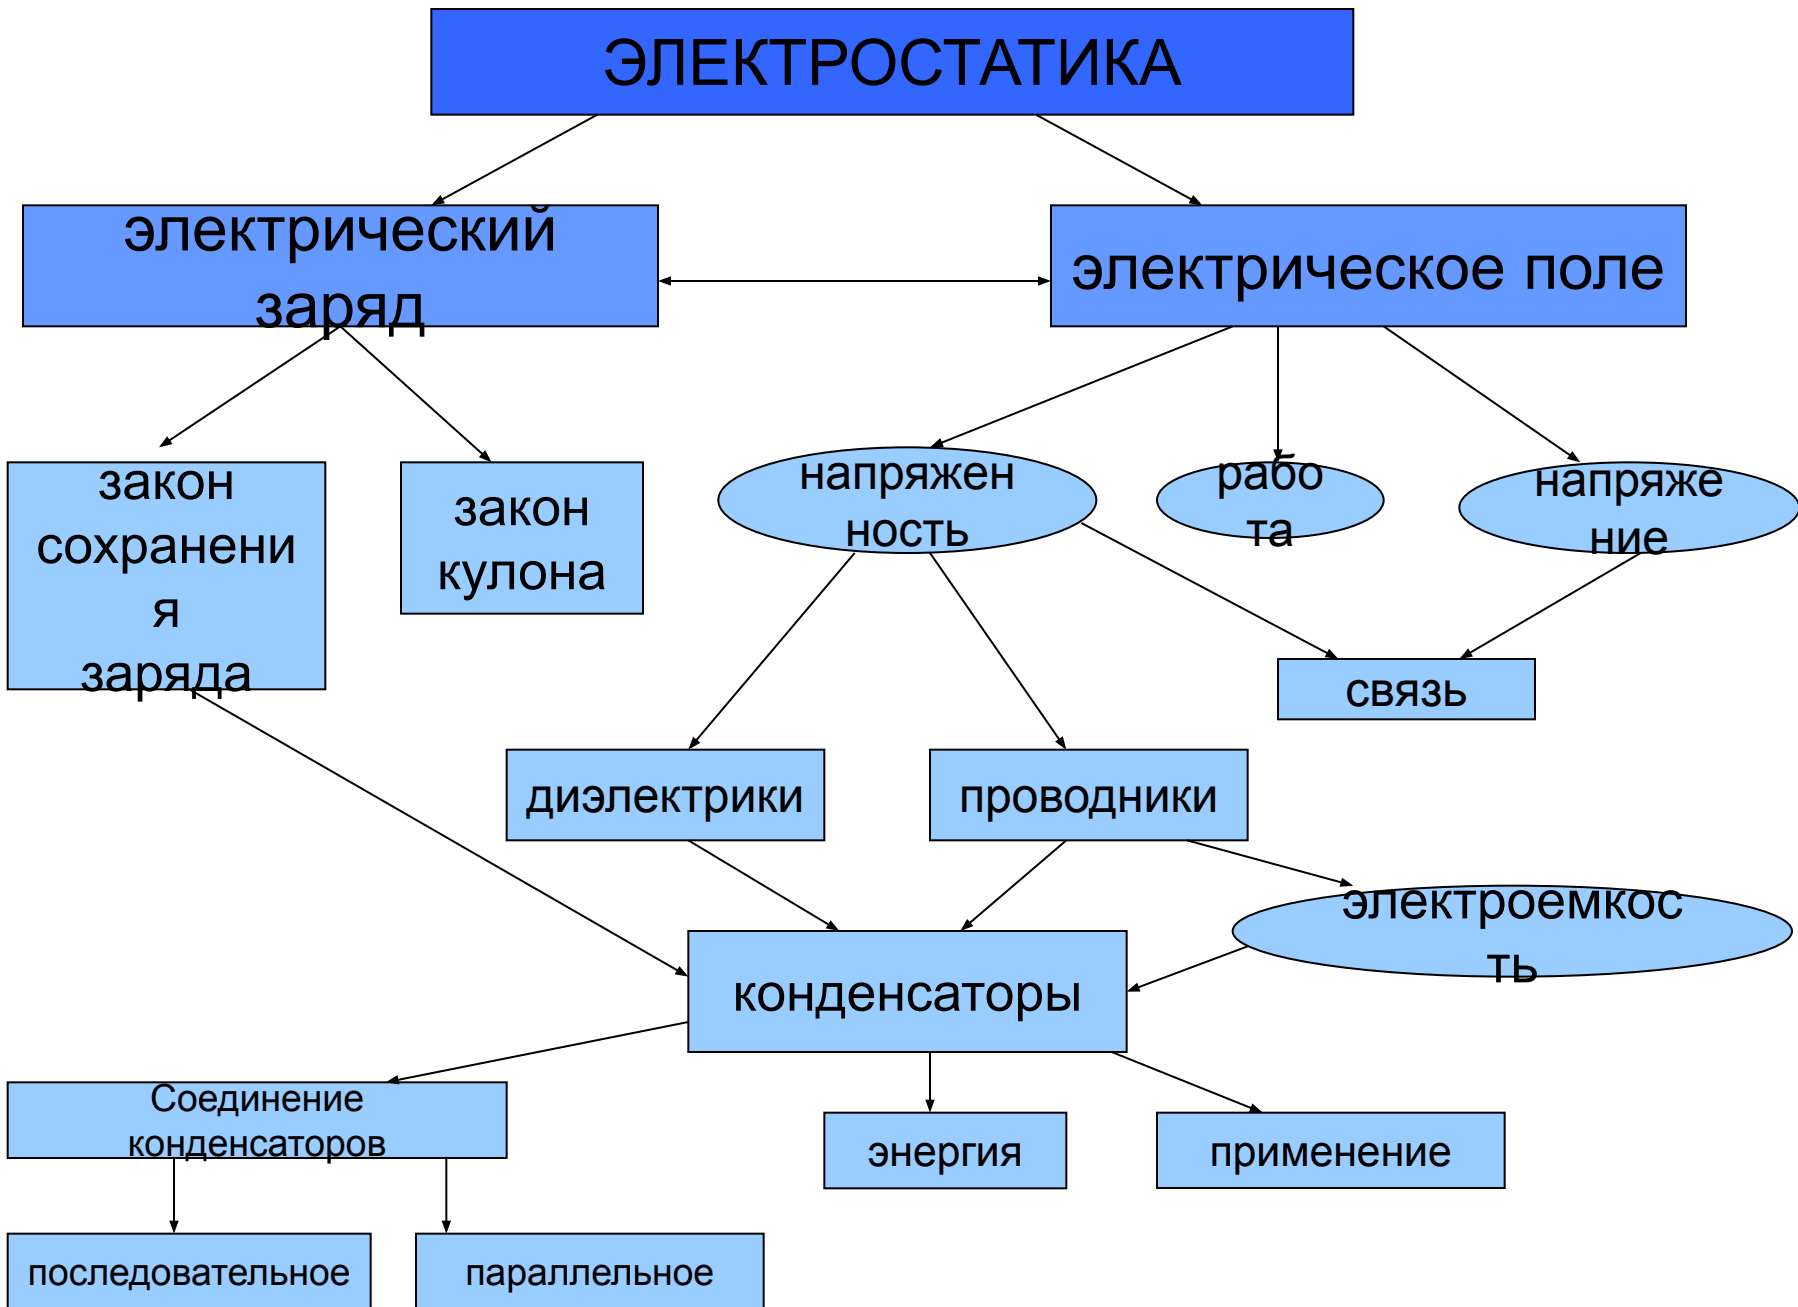 ЭЛЕКТРОСТАТИКА
электрический
заряд
электрическое поле
закон
сохранени
я
заряда
закон
кулона
напряжен
ность
рабо
та
напряже
ние
связь
диэлектрики
проводники
электроемкос
ть
конденсаторы
Соединение
конденсаторов
энергия
применение
последовательное
параллельное